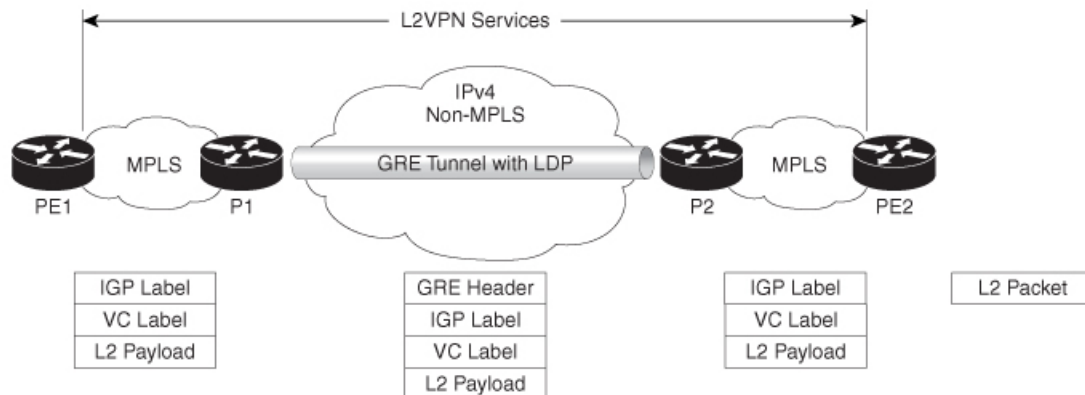 L2VPN Services
IPv4
Non-MPLS
MPLS
GRE Tunnel with LDP
MPLS
PE1
P1
P2
PE2
IGP Label
VC Label
L2 Payload
GRE Header
IGP Label
VC Label
L2 Payload
IGP Label
VC Label
L2 Payload
L2 Packet